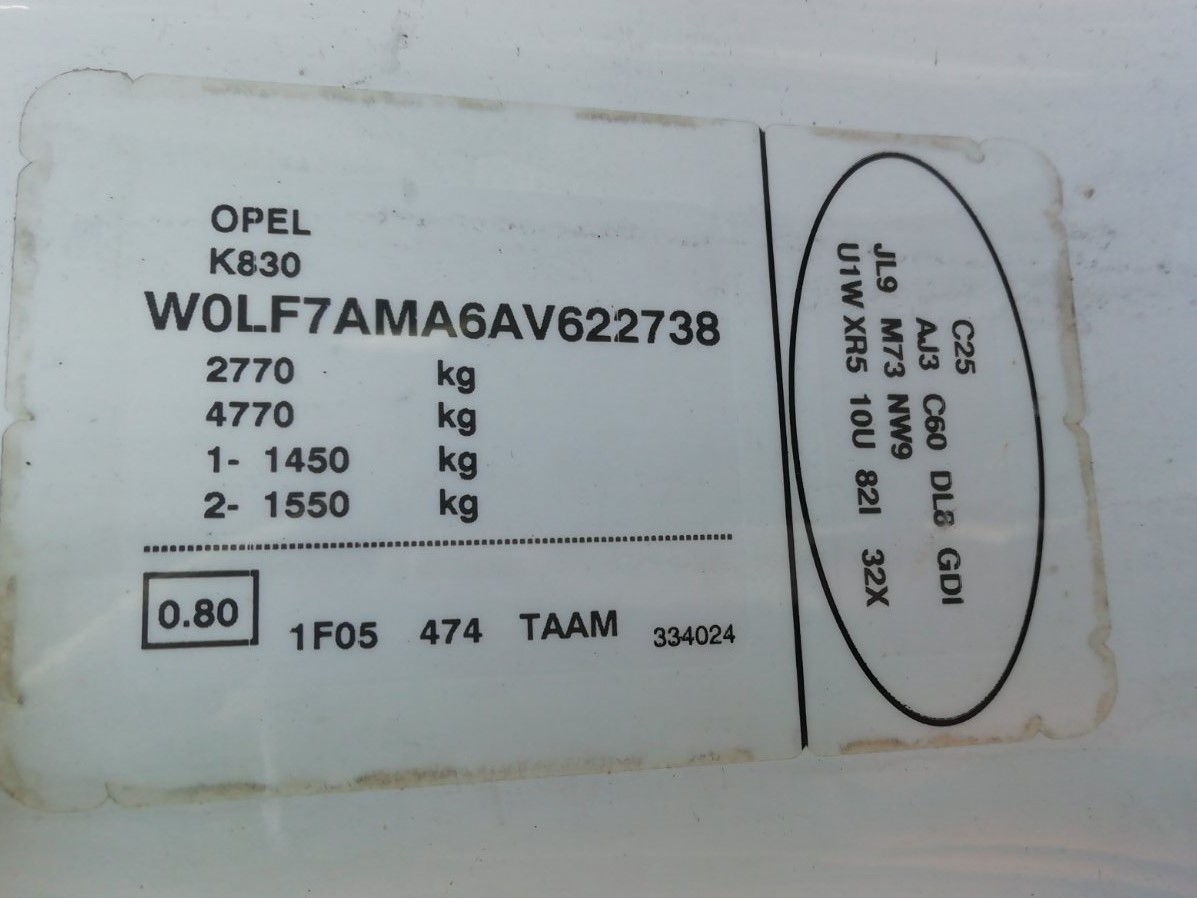 OPEL
K830
W0LF7AMA6AV622738
2770 kg
4770 kg
1- 1450 kg
2- 1550 kg
0.80 1F05 474 TAAM 334024
C25
AJ3 C60 DL8 GDI
JL9 M73 NW9
U1W XR5 10U 82I 32X